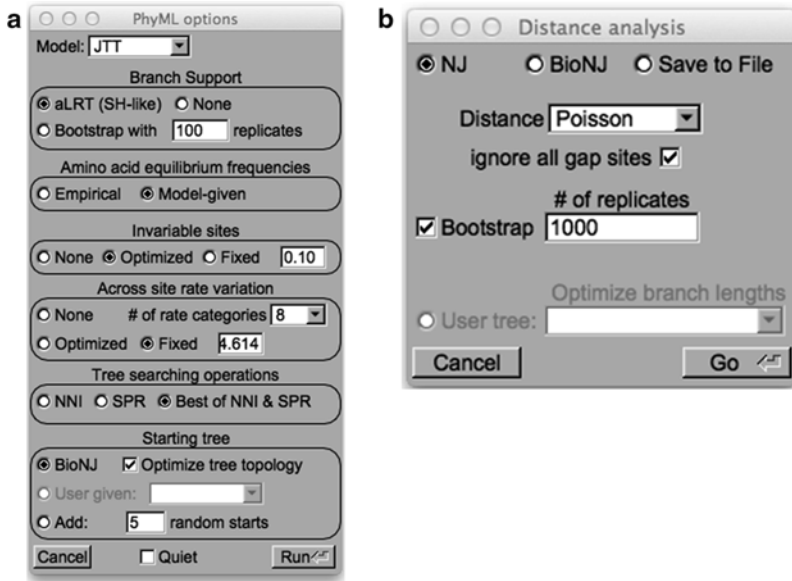 a
PhyML options
Model: JTT
Branch Support
aLRT (SH-like) None
Bootstrap with 100 replicates
Amino acid equilibrium frequencies
Empirical Model-given
Invariable sites
None Optimized Fixed 0.10
Across site rate variation
None # of rate categories 8
Optimized Fixed 4.614
Tree searching operations
NNI SPR Best of NNI & SPR
Starting tree
BioNJ Optimize tree topology
User given:
Add: 5 random starts
Cancel Quiet Run
b
Distance analysis
NJ BioNJ Save to File
Distance Poisson
ignore all gap sites
# of replicates
Bootstrap 1000
Optimize branch lengths
User tree:
Cancel Go